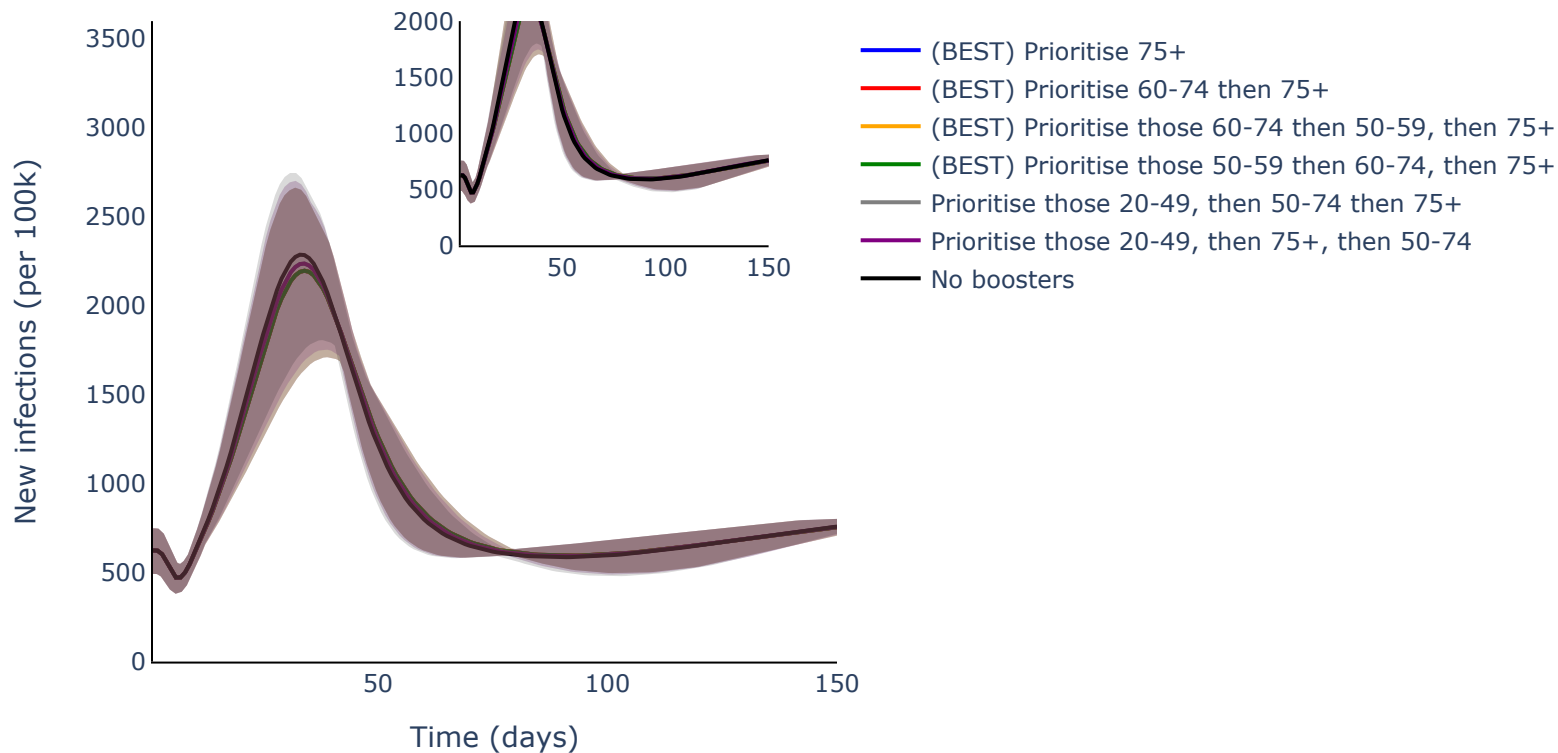 3500
3000
2500
2000
1500
1000
500
0
50
100
150
New infections (per 100k)
Time (days)
2000
1500
1000
500
0
50
100
150
(BEST) Prioritise 75+
(BEST) Prioritise 60-74 then 75+
(BEST) Prioritise those 60-74 then 50-59, then 75+
(BEST) Prioritise those 50-59 then 60-74, then 75+
Prioritise those 20-49, then 50-74 then 75+
Prioritise those 20-49, then 75+, then 50-74
No boosters